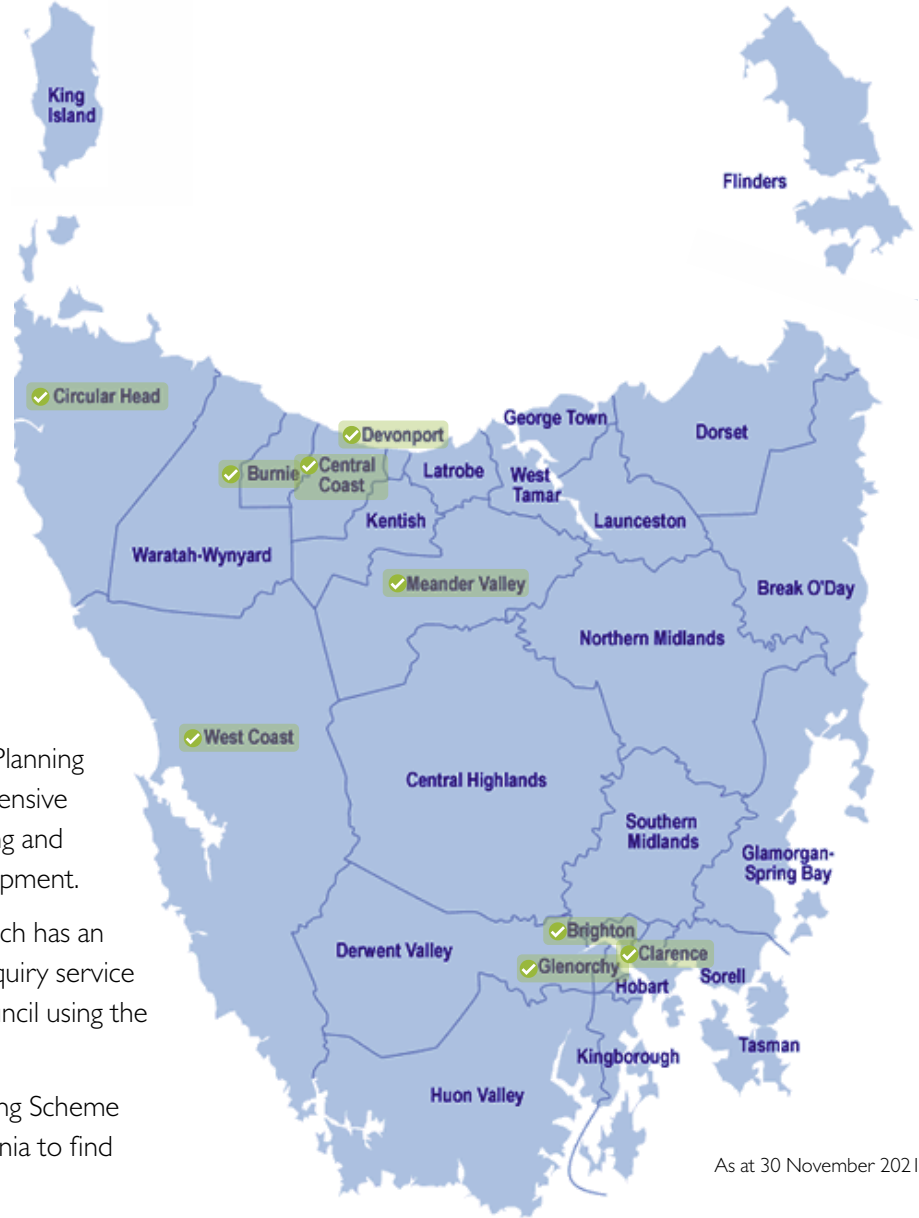 King
Island
Flinders
Circular Head
Devonport
George Town
Dorset
Burnie
Central
Coast
Latrobe
West
Tamar
Kentish
Launceston
Waratah-Wynyard
Meander Valley
Break O'Day
Northern Midlands
West Coast
Central Highlands
Southern
Midlands
Glamorgan-
Spring Bay
Brighton
Derwent Valley
Clarence
Glenorchy
Sorell
Hobart
Tasman
Kingborough
Huon Valley
Planning
ensive
g and
pment.
ch has an
quiry service
uncil using the
ng Scheme
nia to find
As at 30 November 2021